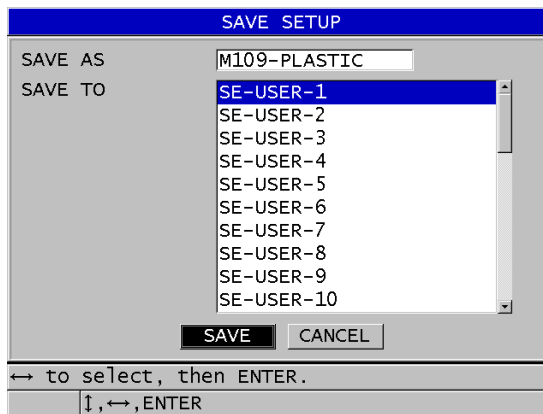 SAVE SETUP
SAVE AS M109-PLASTIC
SAVE TO
SE-USER-1
SE-USER-2
SE-USER-3
SE-USER-4
SE-USER-5
SE-USER-6
SE-USER-7
SE-USER-8
SE-USER-9
SE-USER-10
SAVE CANCEL
↔ to select, then ENTER.
↕,↔,ENTER